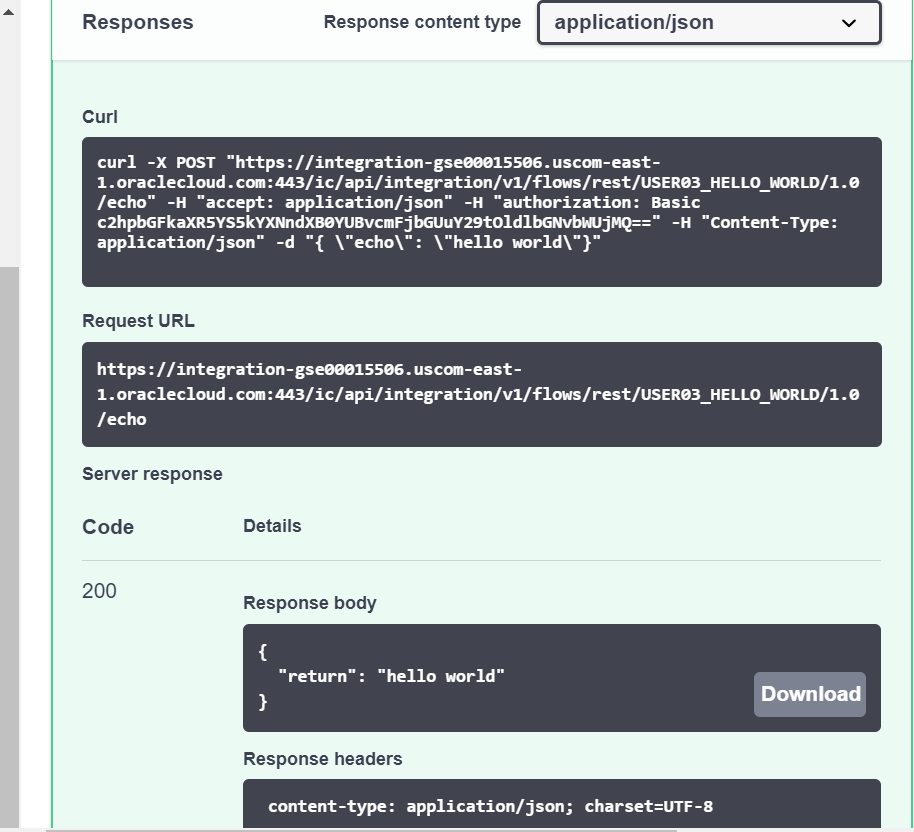 Responses
Response content type
application/json
Curl
curl -X POST "https://integration-gse00015506.uscom-east-
1.oraclecloud.com:443/ic/api/integration/v1/flows/rest/USER03_HELLO_WORLD/1.0
/echo" -H "accept: application/json" -H "authorization: Basic
c2hpbGFkaXR5YS5kYXNndXB0YUBvcmFjbGUuY29tOldlbGNvbWUjMQ==" -H "Content-Type:
application/json" -d "{ \"echo\": \"hello world\"}"
Request URL
https://integration-gse00015506.uscom-east-
1.oraclecloud.com:443/ic/api/integration/v1/flows/rest/USER03_HELLO_WORLD/1.0
/echo
Server response
Code
Details
200
Response body
{
"return": "hello world"
}
Download
Response headers
content-type: application/json; charset=UTF-8